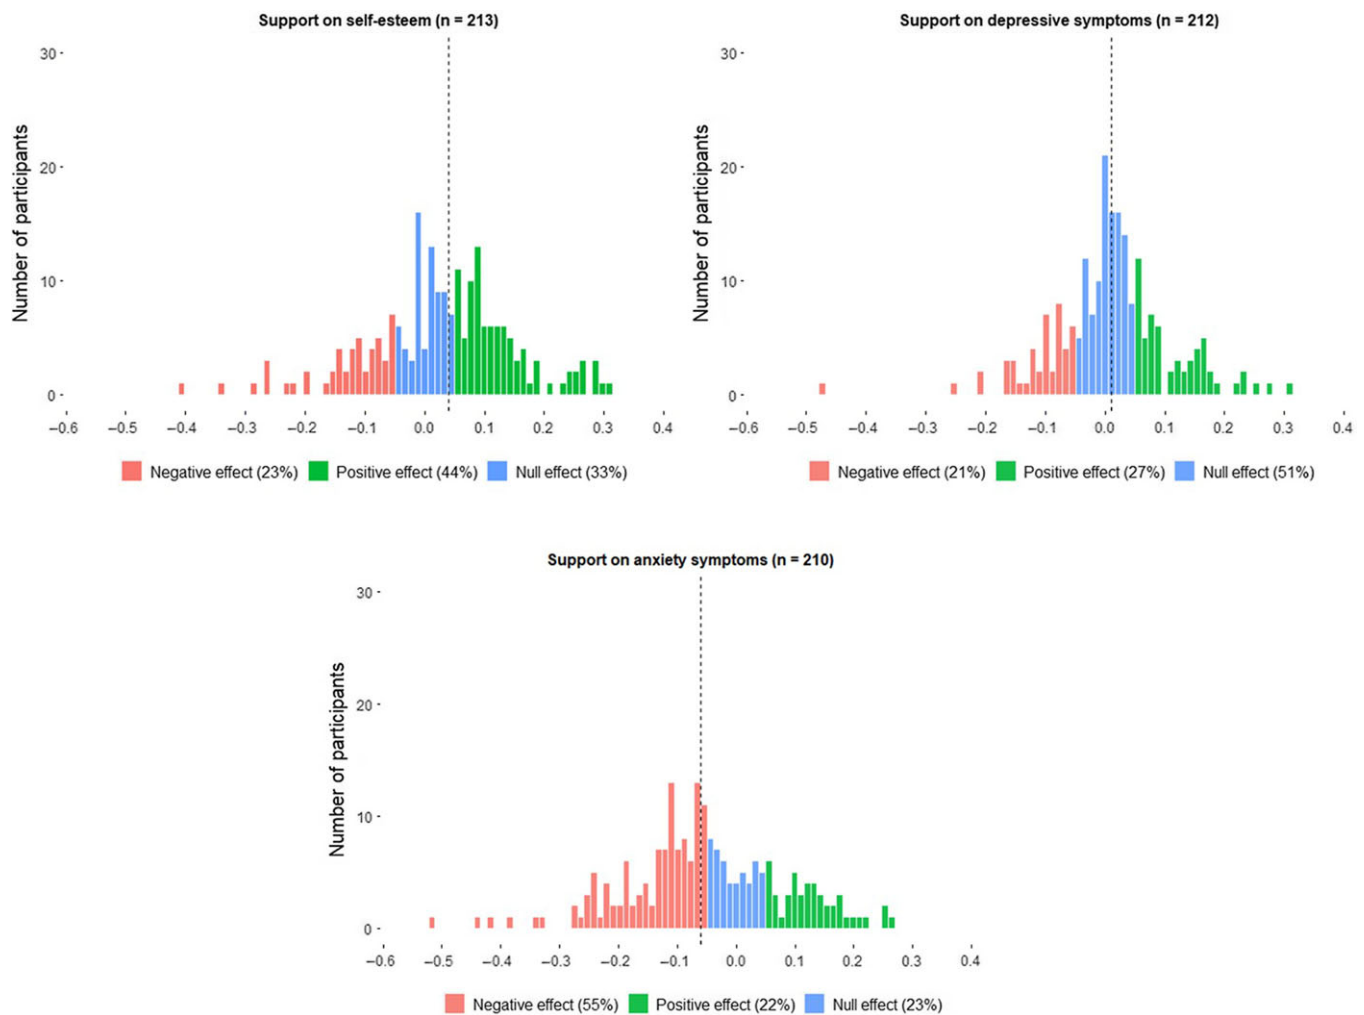 Support on self-esteem (n = 213)
Number of participants
30
20
10
0
–0.6 –0.5 –0.4 –0.3 –0.2 –0.1 0.0 0.1 0.2 0.3 0.4
Negative effect (23%) Positive effect (44%) Null effect (33%)
Support on depressive symptoms (n = 212)
Number of participants
30
20
10
0
–0.6 –0.5 –0.4 –0.3 –0.2 –0.1 0.0 0.1 0.2 0.3 0.4
Negative effect (21%) Positive effect (27%) Null effect (51%)
Support on anxiety symptoms (n = 210)
Number of participants
30
20
10
0
–0.6 –0.5 –0.4 –0.3 –0.2 –0.1 0.0 0.1 0.2 0.3 0.4
Negative effect (55%) Positive effect (22%) Null effect (23%)